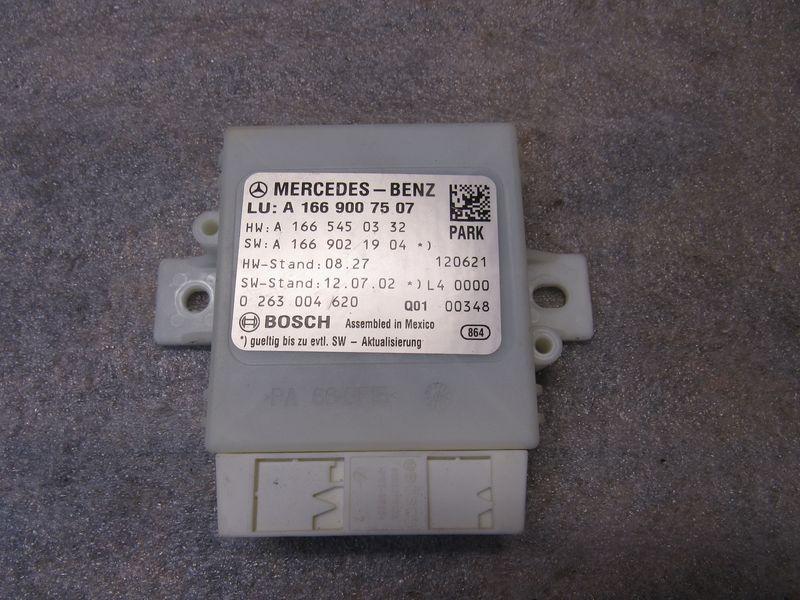 MERCEDES-BENZ
LU: A 166 900 75 07
PARK
HW: A 166 545 03 32
SW: A 166 902 19 04 *)
HW-Stand: 08.27 120621
SW-Stand: 12.07.02 *) L4 0000
0 263 004 620 Q01 00348
BOSCH Assembled in Mexico 864
*) gueltig bis zu evtl. SW - Aktualisierung